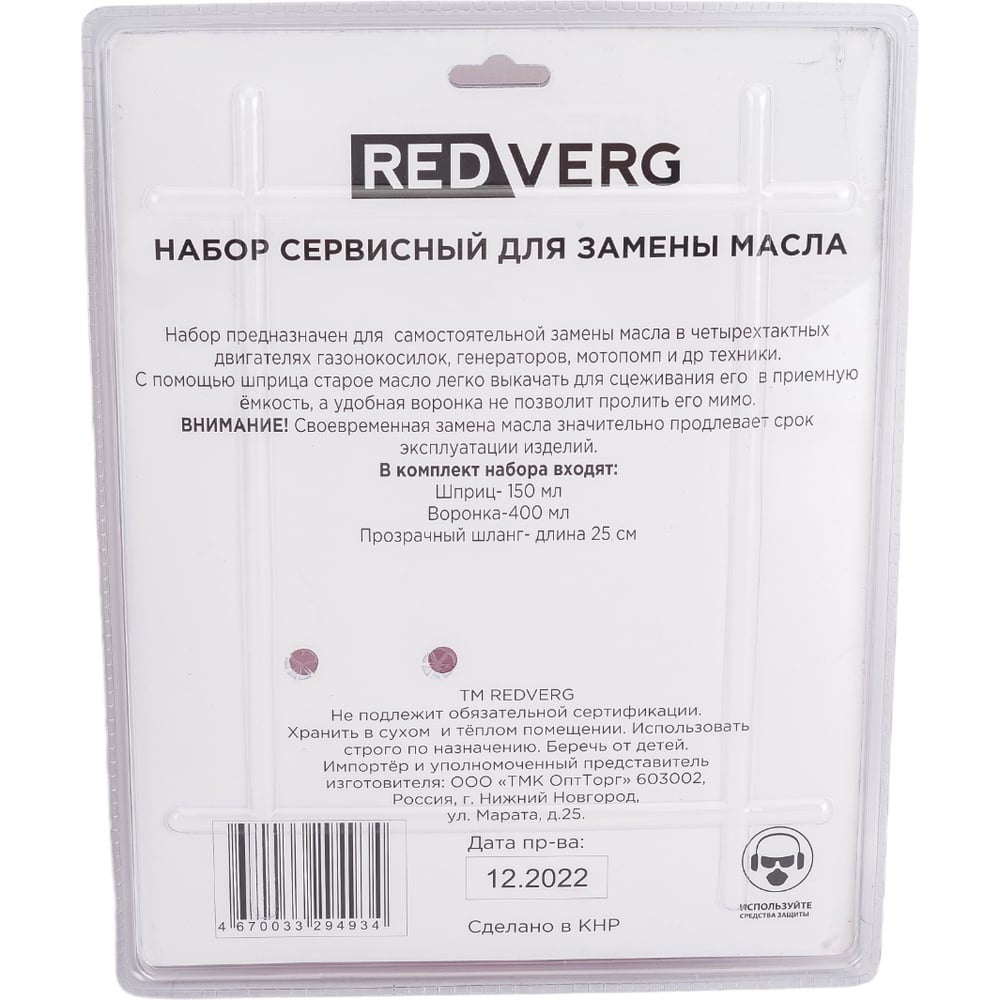 REDVERG
НАБОР СЕРВИСНЫЙ ДЛЯ ЗАМЕНЫ МАСЛА
Набор предназначен для самостоятельной замены масла в четырехтактных
двигателях газонокосилок, генераторов, мотопомп и др техники.
С помощью шприца старое масло легко выкачать для сцеживания его в приемную
ёмкость, а удобная воронка не позволит пролить его мимо.
ВНИМАНИЕ! Своевременная замена масла значительно продлевает срок
эксплуатации изделий.
В комплект набора входят:
Шприц- 150 мл
Воронка-400 мл
Прозрачный шланг- длина 25 см
ТМ REDVERG
Не подлежит обязательной сертификации.
Хранить в сухом и тёплом помещении. Использовать
строго по назначению. Беречь от детей.
Импортёр и уполномоченный представитель
изготовителя: ООО «ТМК ОптТорг» 603002,
Россия, г. Нижний Новгород,
ул. Марата, д.25.
Дата пр-ва:
12.2022
Сделано в КНР
4 670033 294934
ИСПОЛЬЗУЙТЕ
СРЕДСТВА ЗАЩИТЫ